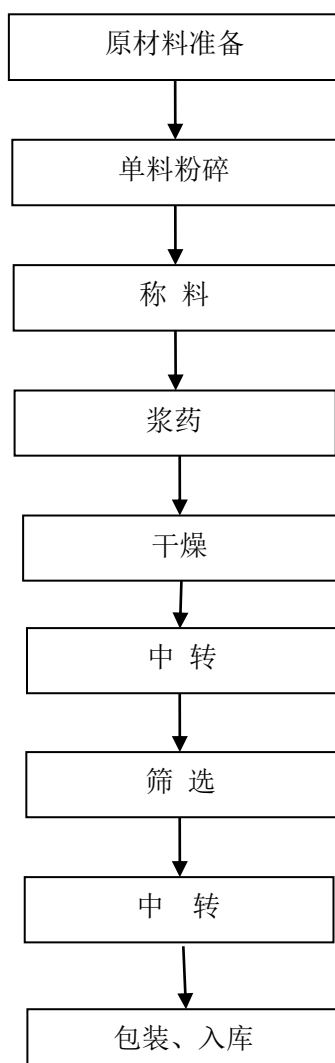 原材料准备
单料粉碎
称 料
浆药
干燥
中 转
筛 选
中 转
包装、入库